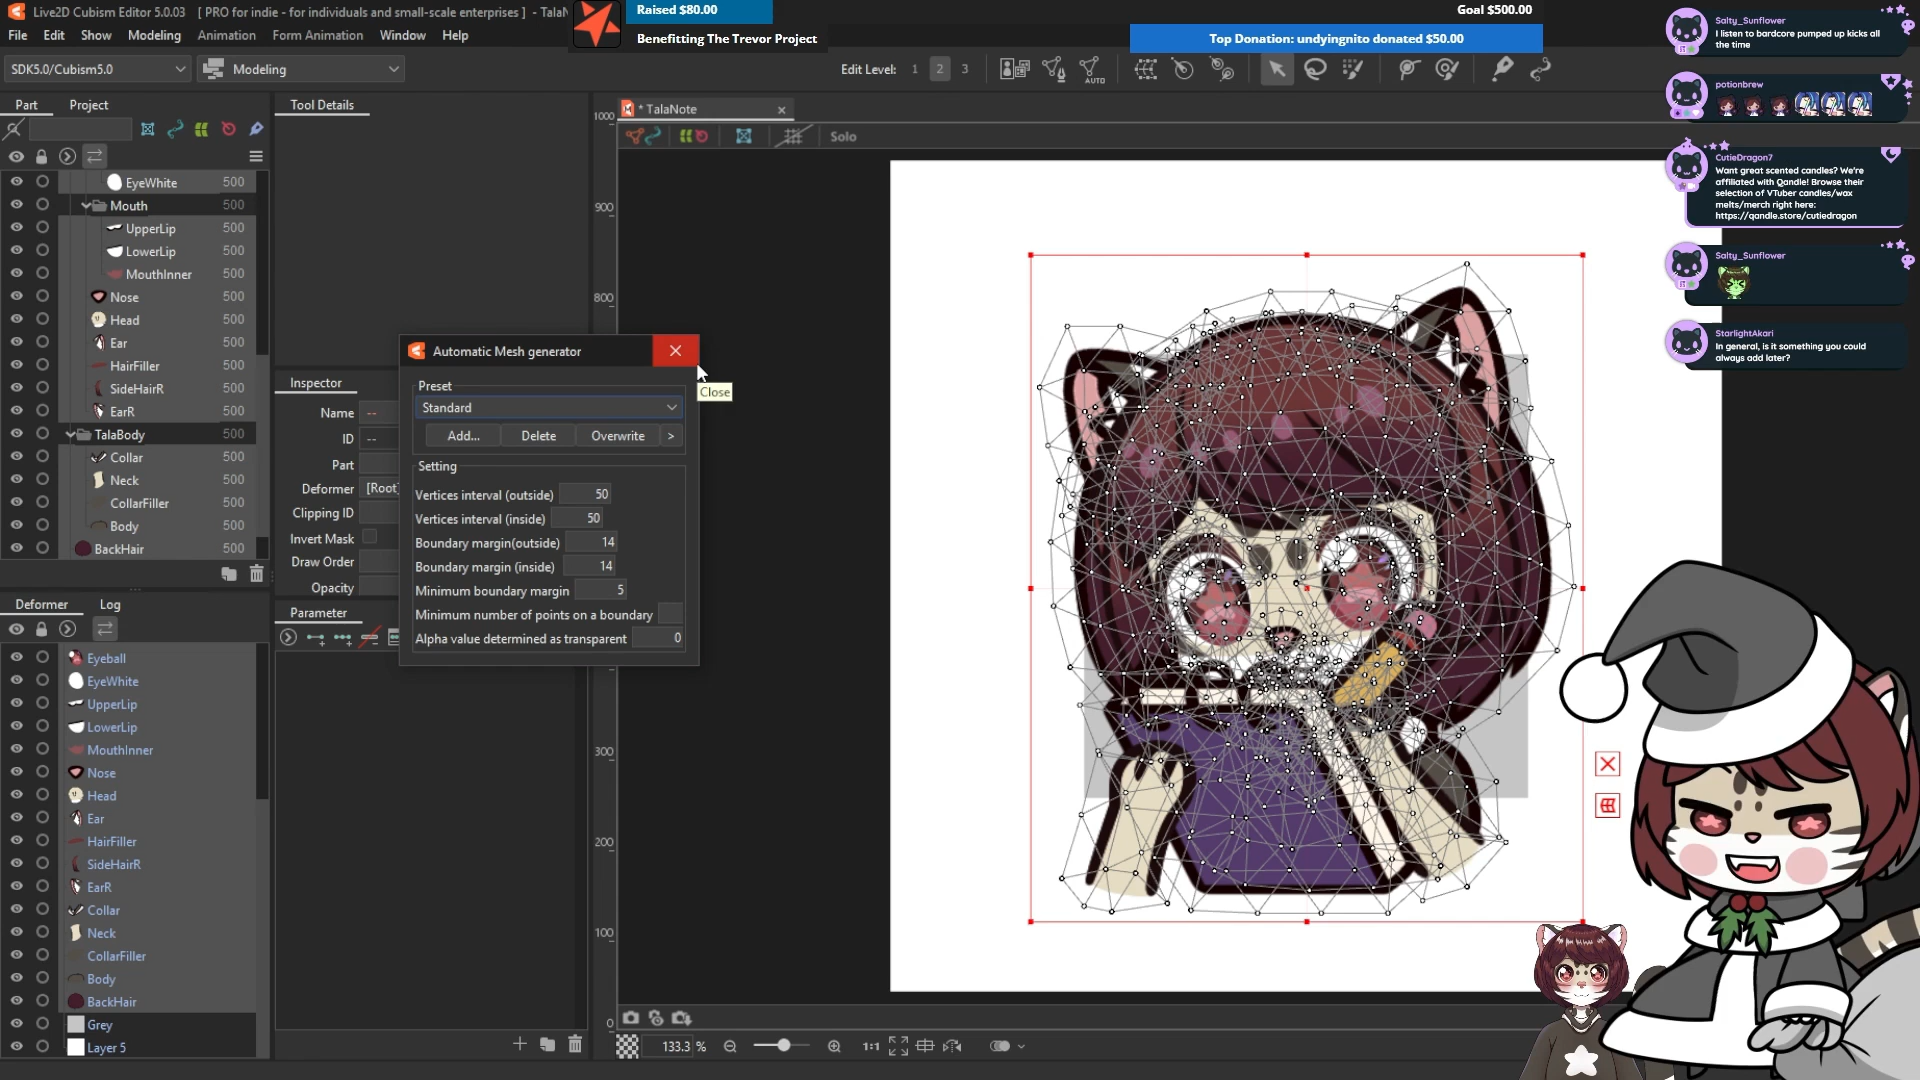 Live2D Cubism Editor 5.0.03 [ PRO for indie - for individuals and small-scale enterprises ] - TalaN
File Edit Show Modeling Animation Form Animation Window Help
Raised $80.00
Goal $500.00
Benefitting The Trevor Project
Top Donation: undyingnito donated $50.00
SDK5.0/Cubism5.0
Modeling
Edit Level: 1 2 3
AUTO
Part Project
Tool Details
* TalaNote
Solo
EyeWhite 500
Mouth 500
UpperLip 500
LowerLip 500
MouthInner 500
Nose 500
Head 500
Ear 500
HairFiller 500
SideHairR 500
EarR 500
TalaBody 500
Collar 500
Neck 500
CollarFiller 500
Body 500
BackHair 500
Deformer Log
Eyeball
EyeWhite
UpperLip
LowerLip
MouthInner
Nose
Head
Ear
HairFiller
SideHairR
EarR
Collar
Neck
CollarFiller
Body
BackHair
Grey
Layer 5
Inspector
Name --
ID --
Part
Deformer [Root]
Clipping ID
Invert Mask
Draw Order
Opacity
Parameter
Automatic Mesh generator
Close
Preset
Standard
Add... Delete Overwrite >
Setting
Vertices interval (outside) 50
Vertices interval (inside) 50
Boundary margin(outside) 14
Boundary margin (inside) 14
Minimum boundary margin 5
Minimum number of points on a boundary
Alpha value determined as transparent 0
1000
900
800
300
200
100
0
133.3 %
1:1
Salty_Sunflower
I listen to bardcore pumped up kicks all
the time
potionbrew
CutieDragon7
Want great scented candles? We're
affiliated with Qandle! Browse their
selection of VTuber candles/wax
melts/merch right here:
https://qandle.store/cutiedragon
Salty_Sunflower
StarlightAkari
In general, is it something you could
always add later?